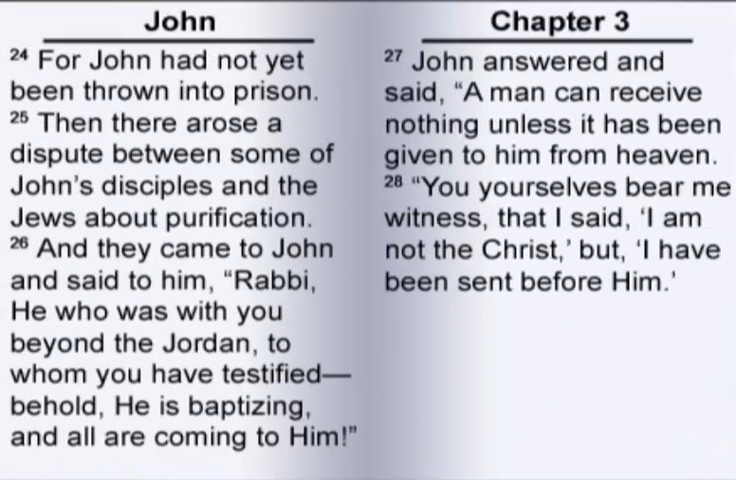 John
²⁴ For John had not yet
been thrown into prison.
²⁵ Then there arose a
dispute between some of
John's disciples and the
Jews about purification.
²⁶ And they came to John
and said to him, “Rabbi,
He who was with you
beyond the Jordan, to
whom you have testified—
behold, He is baptizing,
and all are coming to Him!”
Chapter 3
²⁷ John answered and
said, “A man can receive
nothing unless it has been
given to him from heaven.
²⁸ “You yourselves bear me
witness, that I said, ‘I am
not the Christ,’ but, ‘I have
been sent before Him.’